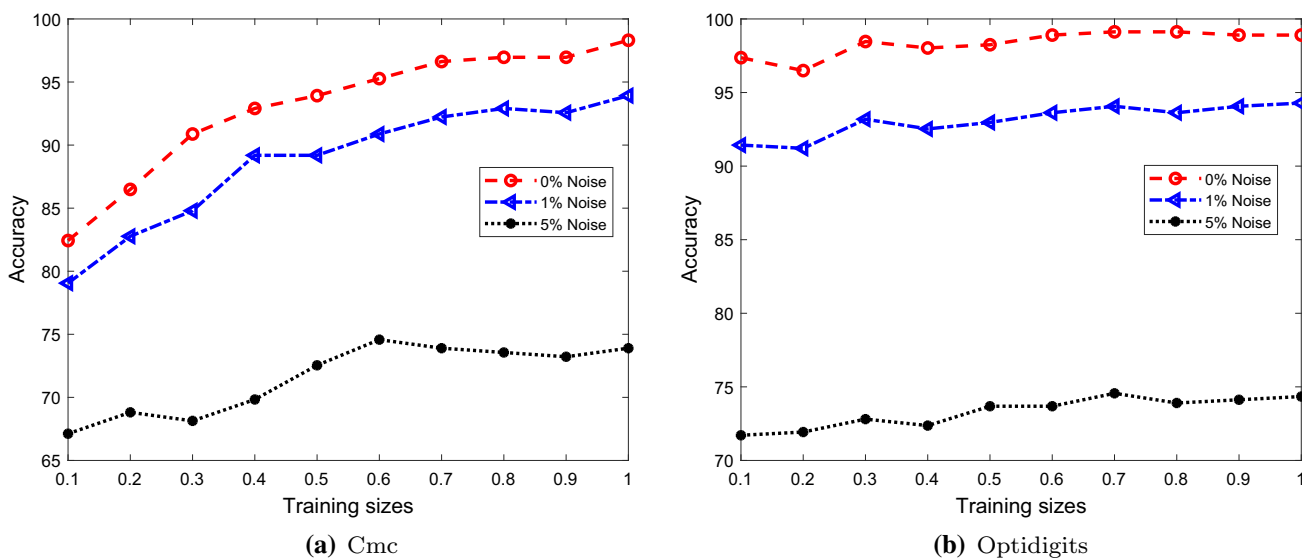 100
95
90
85
80
75
70
65
Accuracy
0% Noise
1% Noise
5% Noise
0.1 0.2 0.3 0.4 0.5 0.6 0.7 0.8 0.9 1
Training sizes
(a) Cmc
100
95
90
85
80
75
70
Accuracy
0% Noise
1% Noise
5% Noise
0.1 0.2 0.3 0.4 0.5 0.6 0.7 0.8 0.9 1
Training sizes
(b) Optidigits